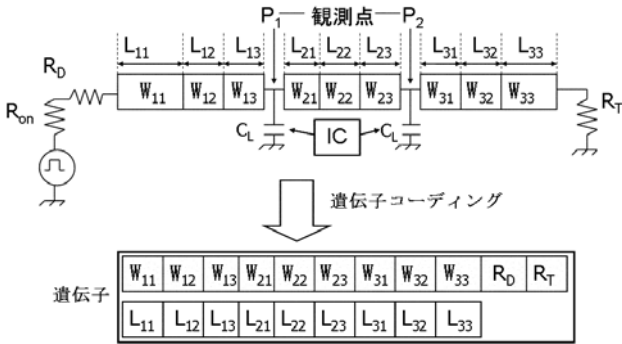 P1 観測点 P2
L11 L12 L13 L21 L22 L23 L31 L32 L33
RD
W11 W12 W13 W21 W22 W23 W31 W32 W33
Ron
RT
CL IC CL
遺伝子コーディング
遺伝子
W11 W12 W13 W21 W22 W23 W31 W32 W33 RD RT
L11 L12 L13 L21 L22 L23 L31 L32 L33